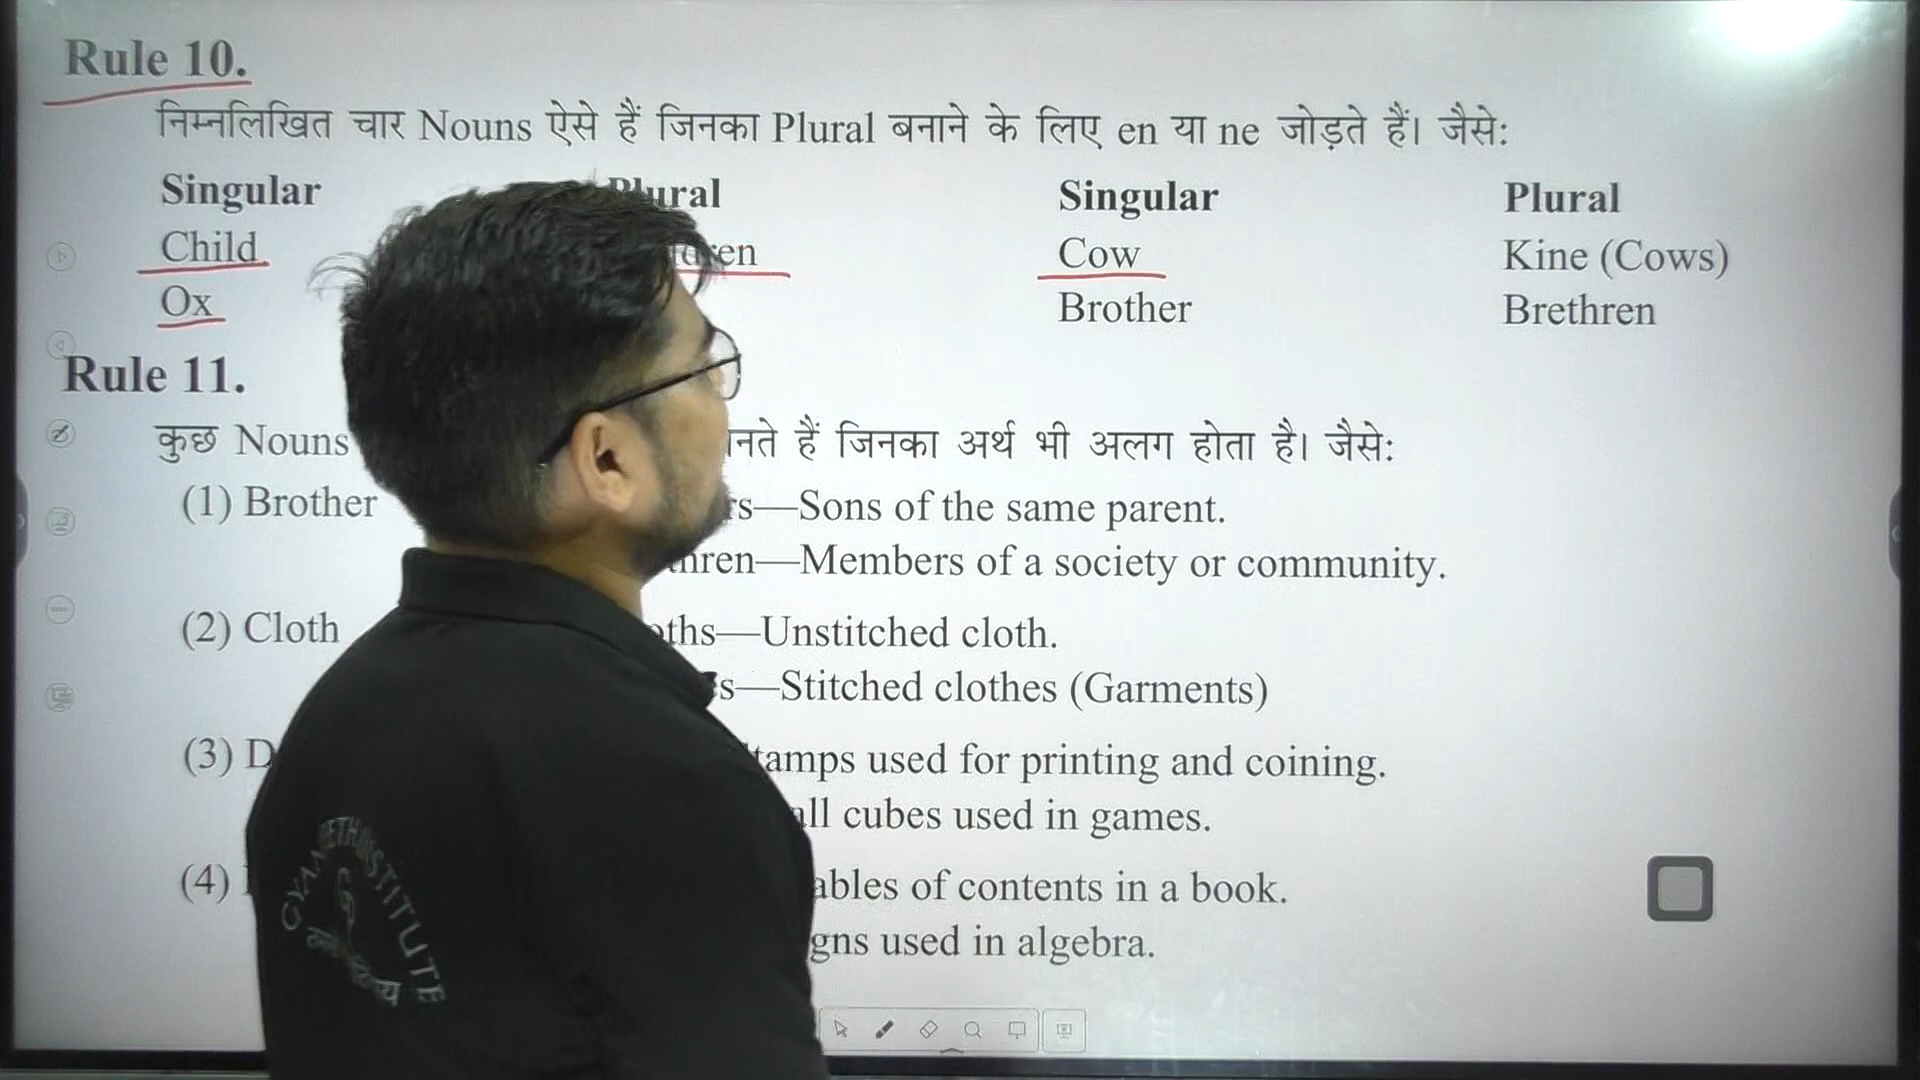 Rule 10.
निम्नलिखित चार Nouns ऐसे हैं जिनका Plural बनाने के लिए en या ne जोड़ते हैं। जैसे:
Singular Plural Singular Plural
Child Cow Kine (Cows)
Ox Brother Brethren
Rule 11.
कुछ Nouns हैं जिनका अर्थ भी अलग होता है। जैसे:
(1) Brother —Sons of the same parent.
—Members of a society or community.
(2) Cloth —Unstitched cloth.
—Stitched clothes (Garments)
(3) used for printing and coining.
cubes used in games.
(4) of contents in a book.
used in algebra.
INSTITUTE